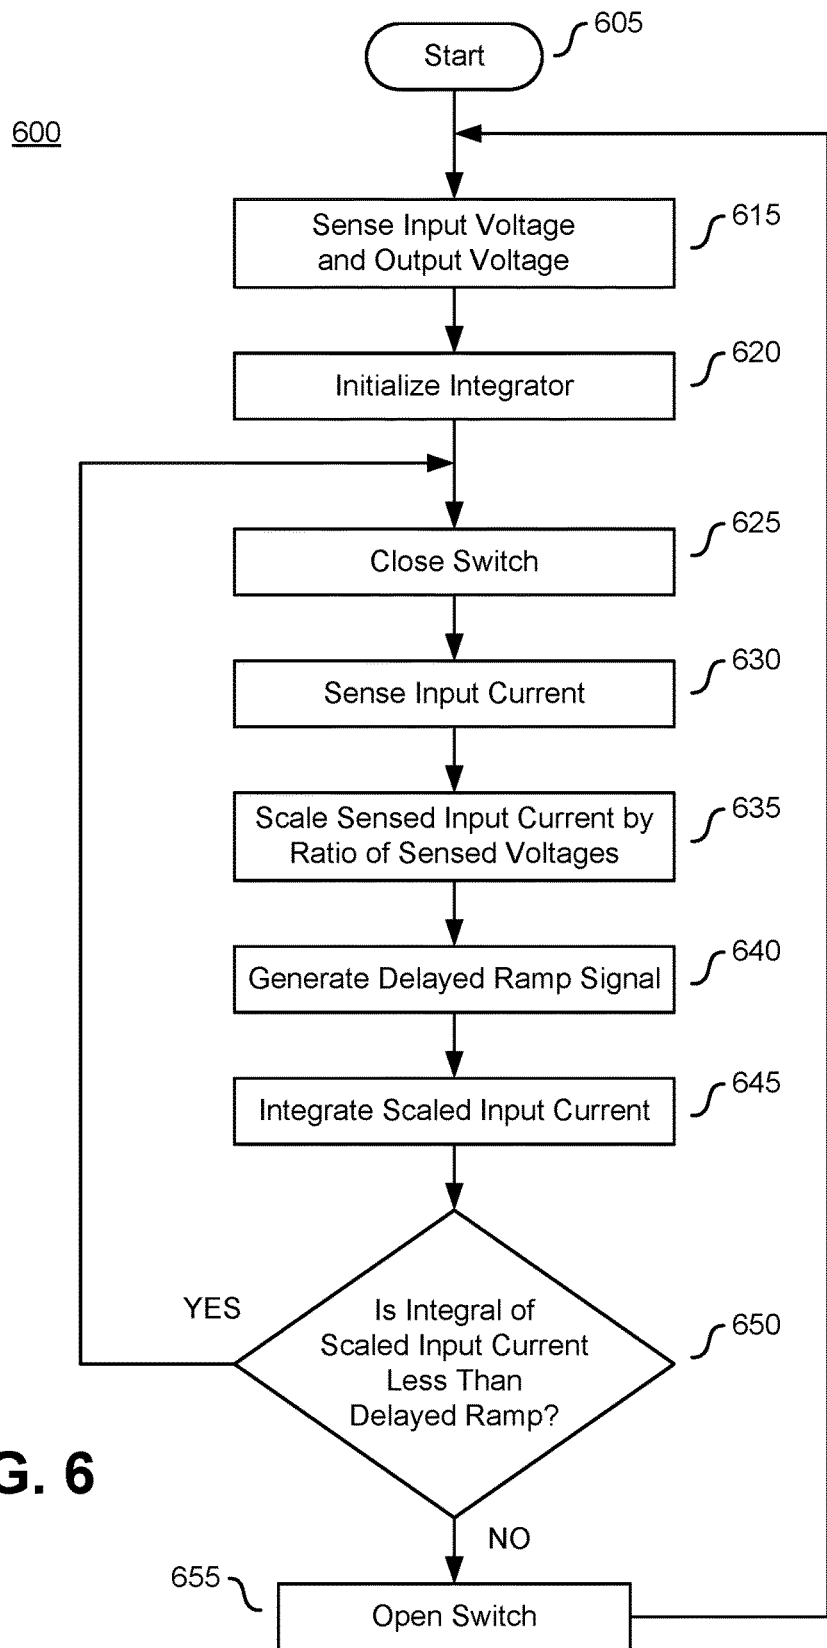 Start
605
600
Sense Input Voltage
and Output Voltage
615
Initialize Integrator
620
Close Switch
625
Sense Input Current
630
Scale Sensed Input Current by
Ratio of Sensed Voltages
635
Generate Delayed Ramp Signal
640
Integrate Scaled Input Current
645
YES
Is Integral of
Scaled Input Current
Less Than
Delayed Ramp?
650
G. 6
NO
655
Open Switch